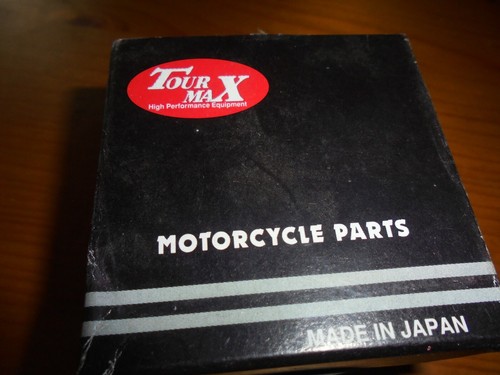 TOUR
MAX
High Performance Equipment
MOTORCYCLE PARTS
MADE IN JAPAN